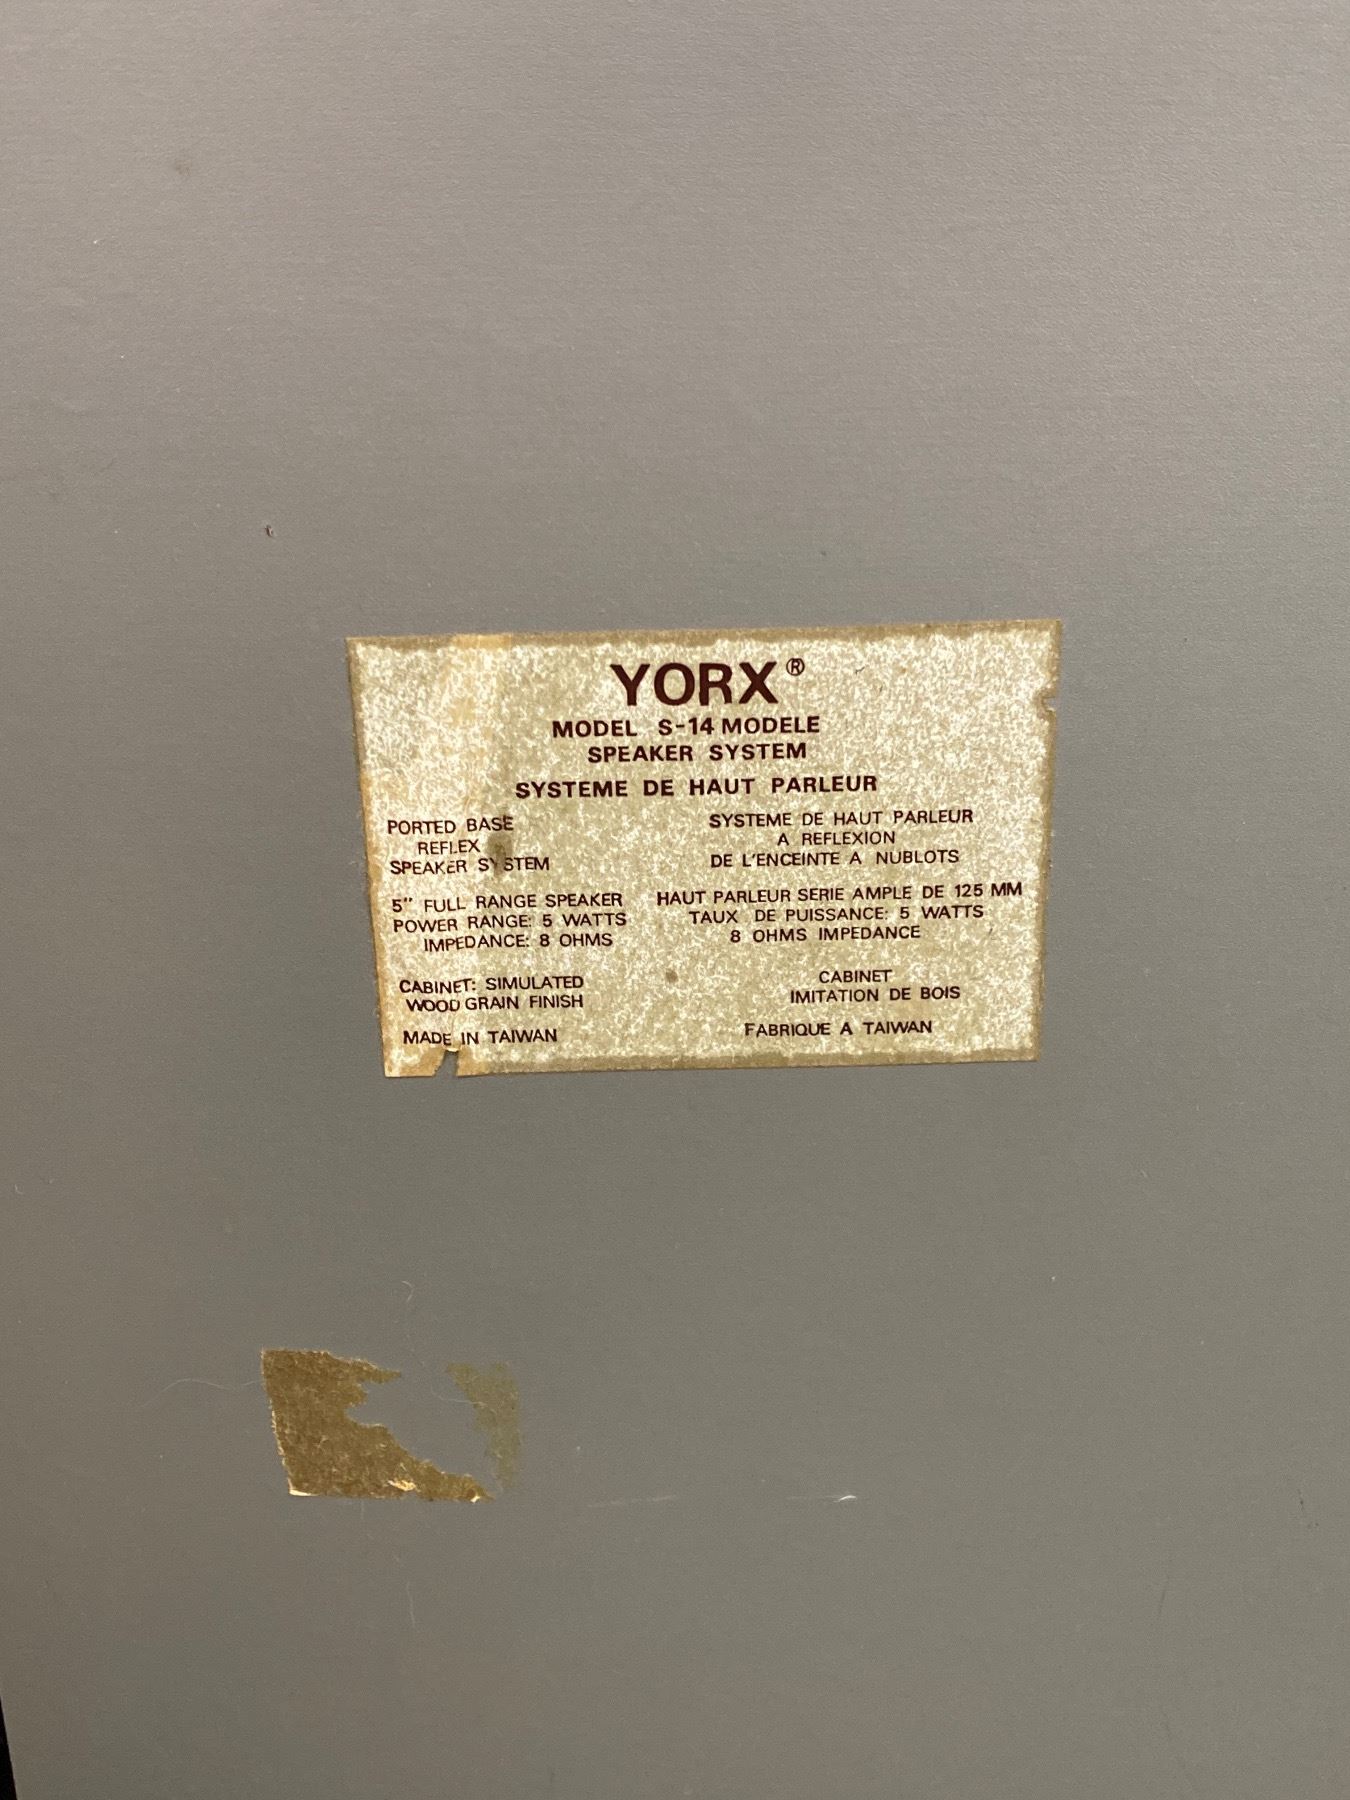 YORX®
MODEL S-14 MODELE
SPEAKER SYSTEM
SYSTEME DE HAUT PARLEUR
PORTED BASE
REFLEX
SPEAKER SYSTEM
SYSTEME DE HAUT PARLEUR
A REFLEXION
DE L'ENCEINTE A NUBLOTS
5" FULL RANGE SPEAKER
POWER RANGE: 5 WATTS
IMPEDANCE: 8 OHMS
HAUT PARLEUR SERIE AMPLE DE 125 MM
TAUX DE PUISSANCE: 5 WATTS
8 OHMS IMPEDANCE
CABINET: SIMULATED
WOOD GRAIN FINISH
CABINET
IMITATION DE BOIS
MADE IN TAIWAN
FABRIQUE A TAIWAN